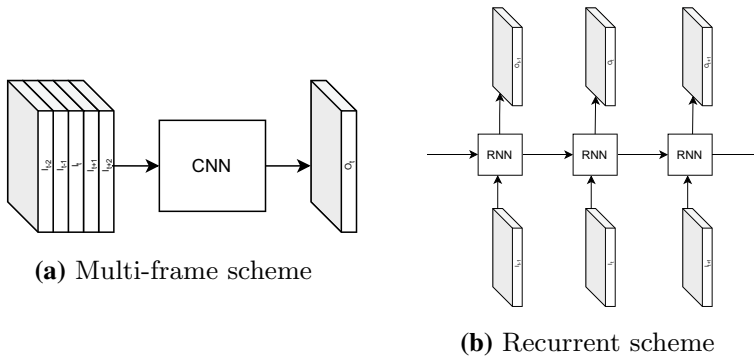 I_{t-2} I_{t-1} I_t I_{t+1} I_{t+2}
CNN
O_t
(a) Multi-frame scheme
O_{t-1} O_t O_{t+1}
RNN RNN RNN
I_{t-1} I_t I_{t+1}
(b) Recurrent scheme